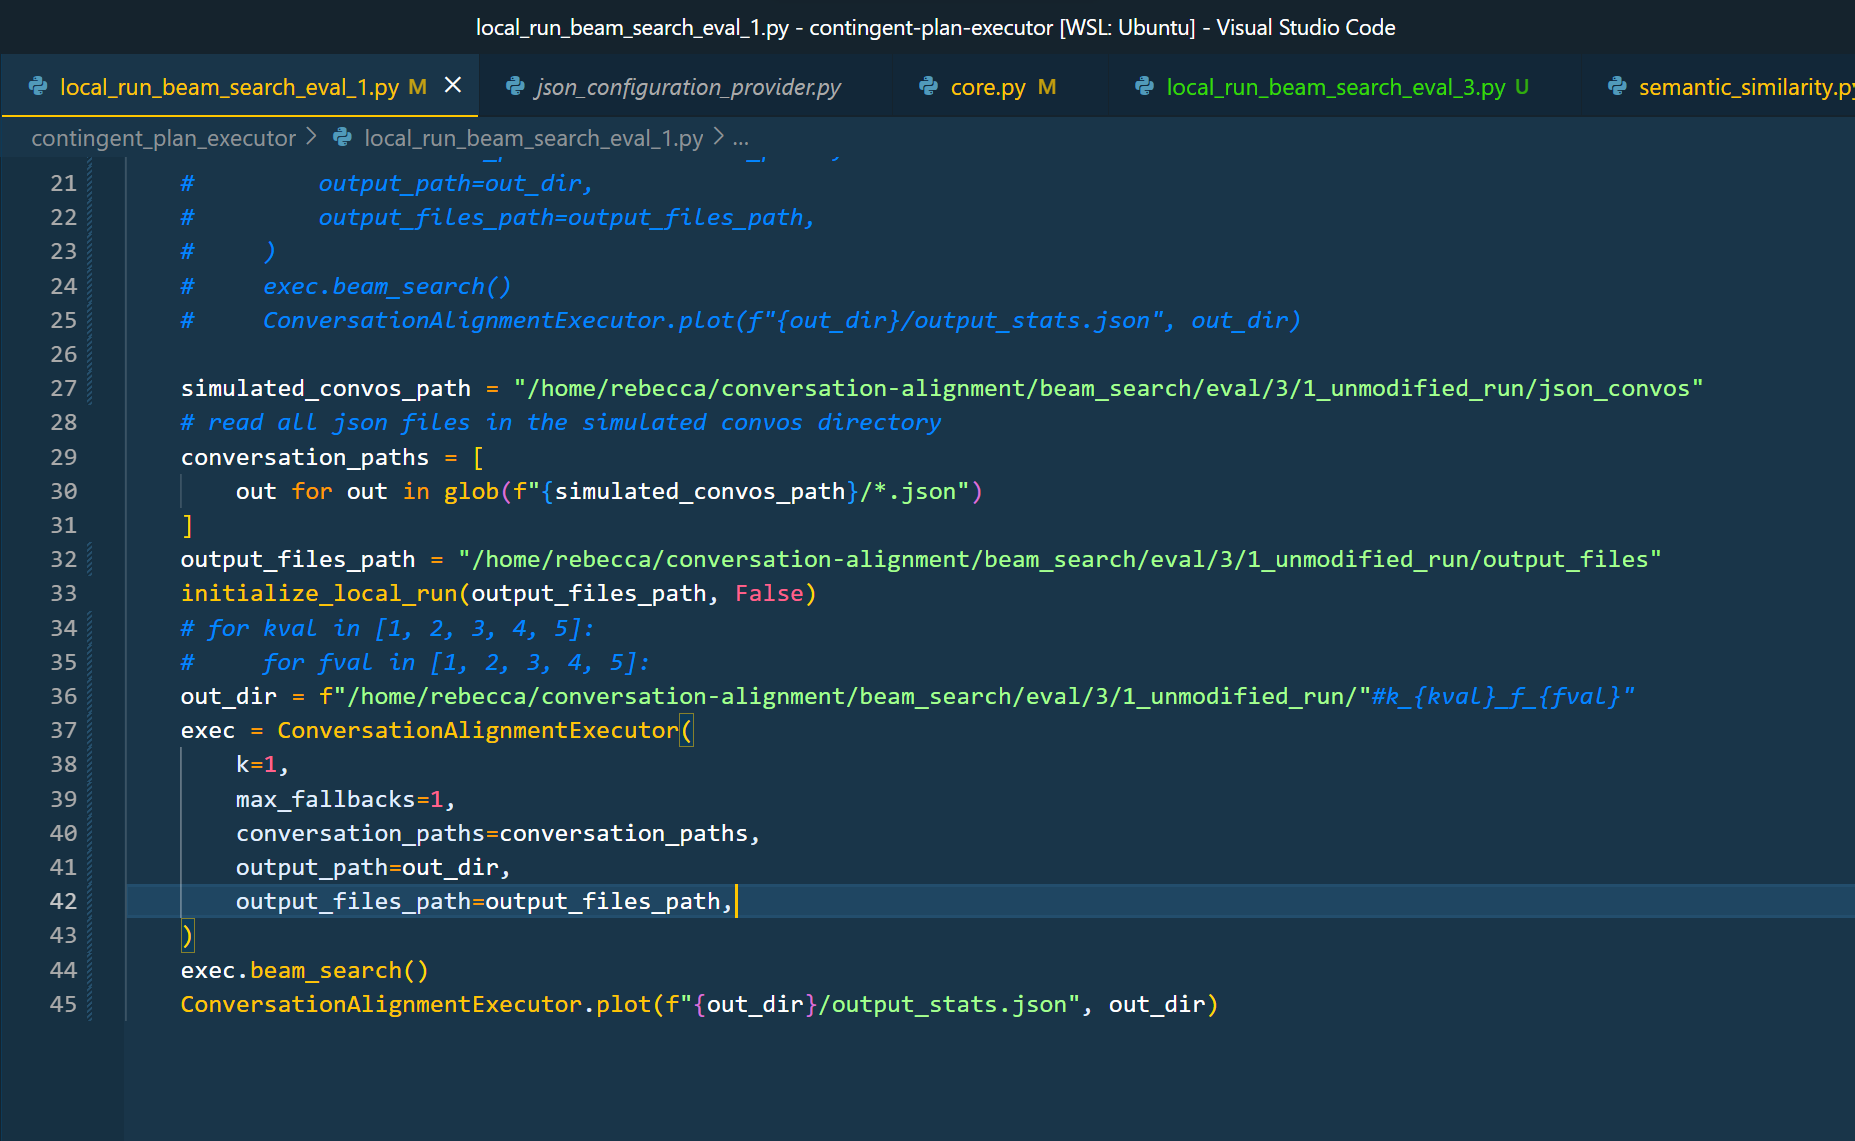 local_run_beam_search_eval_1.py - contingent-plan-executor [WSL: Ubuntu] - Visual Studio Code
local_run_beam_search_eval_1.py M json_configuration_provider.py core.py M local_run_beam_search_eval_3.py U semantic_similarity.py
contingent_plan_executor > local_run_beam_search_eval_1.py > ...
21 #         output_path=out_dir,
22 #         output_files_path=output_files_path,
23 #     )
24 #     exec.beam_search()
25 #     ConversationAlignmentExecutor.plot(f"{out_dir}/output_stats.json", out_dir)
26
27 simulated_convos_path = "/home/rebecca/conversation-alignment/beam_search/eval/3/1_unmodified_run/json_convos"
28 # read all json files in the simulated convos directory
29 conversation_paths = [
30     out for out in glob(f"{simulated_convos_path}/*.json")
31 ]
32 output_files_path = "/home/rebecca/conversation-alignment/beam_search/eval/3/1_unmodified_run/output_files"
33 initialize_local_run(output_files_path, False)
34 # for kval in [1, 2, 3, 4, 5]:
35 #     for fval in [1, 2, 3, 4, 5]:
36 out_dir = f"/home/rebecca/conversation-alignment/beam_search/eval/3/1_unmodified_run/"#k_{kval}_f_{fval}"
37 exec = ConversationAlignmentExecutor(
38     k=1,
39     max_fallbacks=1,
40     conversation_paths=conversation_paths,
41     output_path=out_dir,
42     output_files_path=output_files_path,
43 )
44 exec.beam_search()
45 ConversationAlignmentExecutor.plot(f"{out_dir}/output_stats.json", out_dir)